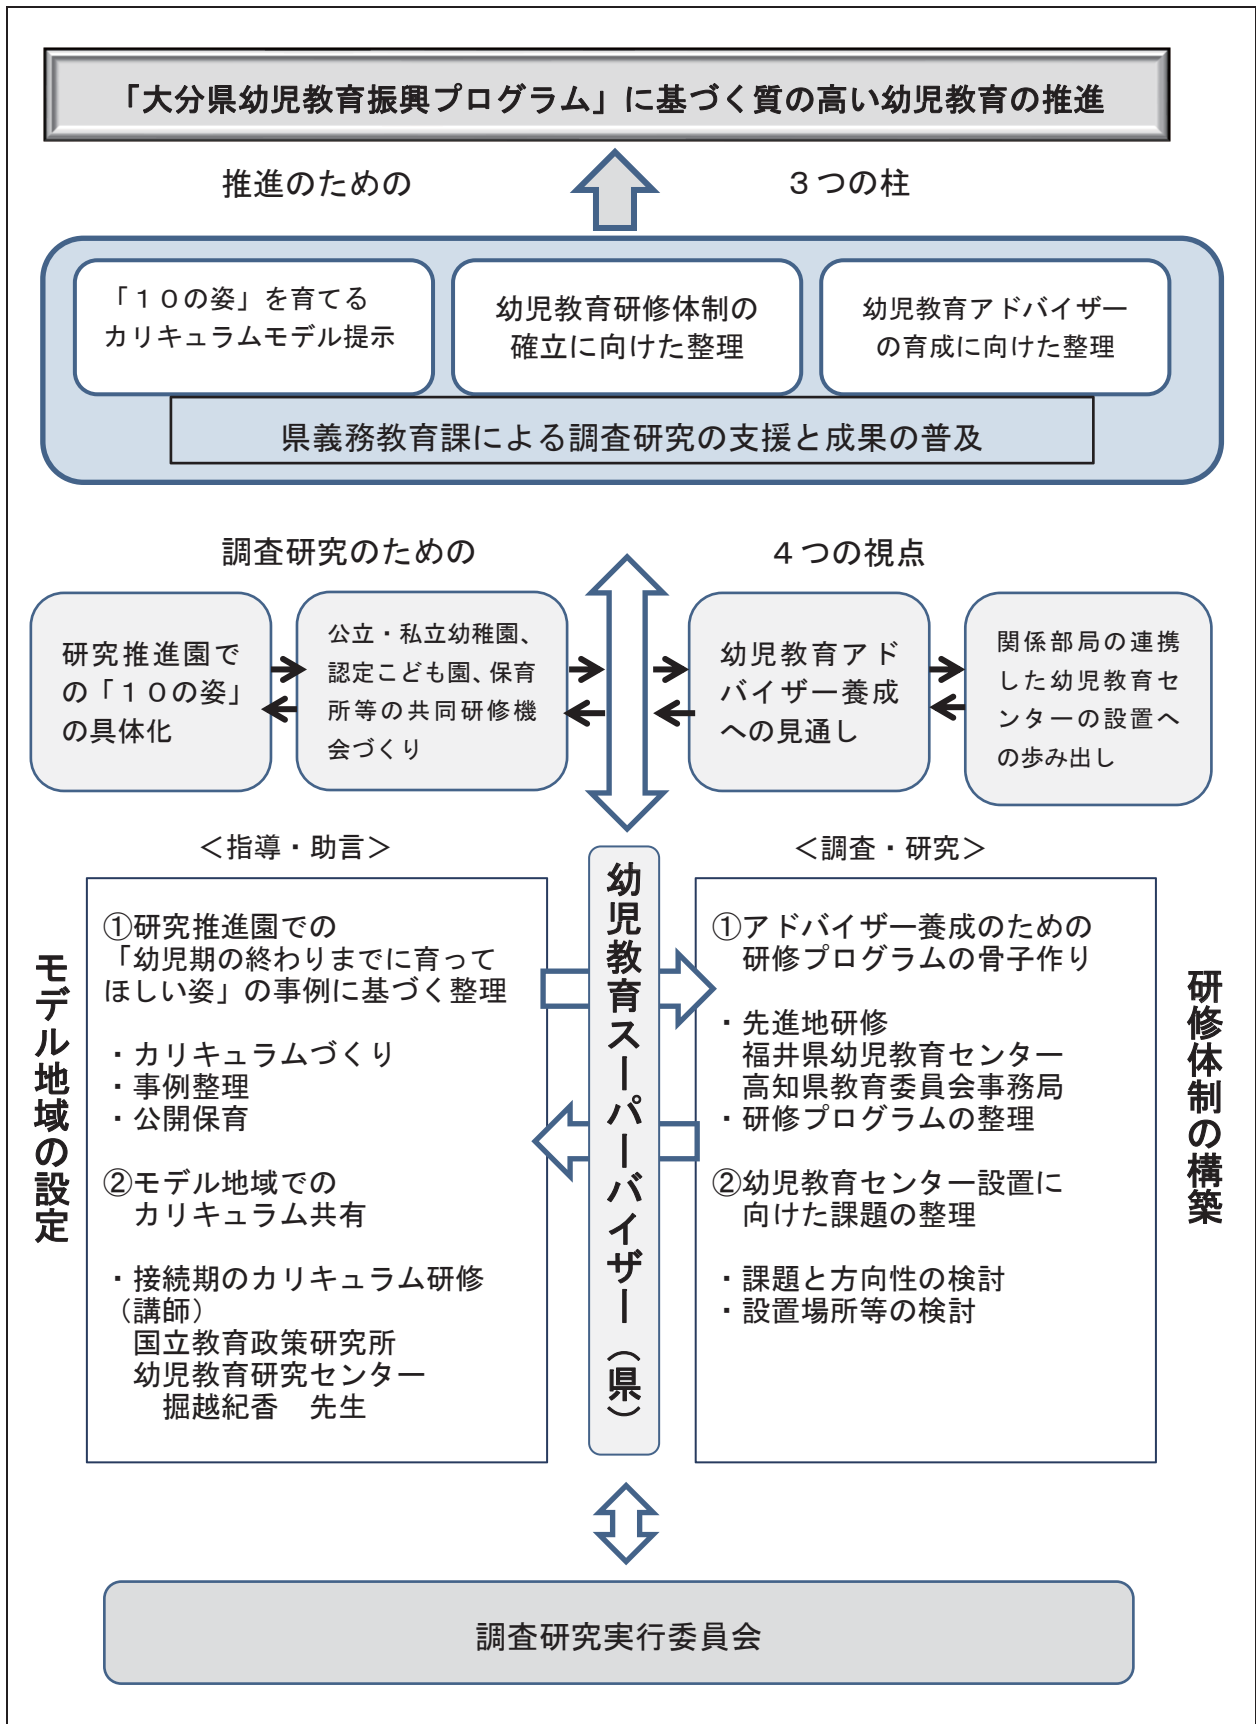 「大分県幼児教育振興プログラム」に基づく質の高い幼児教育の推進
推進のための
３つの柱
「１０の姿」を育てる
カリキュラムモデル提示
幼児教育研修体制の
確立に向けた整理
幼児教育アドバイザー
の育成に向けた整理
県義務教育課による調査研究の支援と成果の普及
調査研究のための
４つの視点
研究推進園で
の「１０の姿」
の具体化
公立・私立幼稚園、
認定こども園、保育
所等の共同研修機
会づくり
幼児教育アド
バイザー養成
への見通し
関係部局の連携
した幼児教育セ
ンターの設置へ
の歩み出し
＜指導・助言＞
＜調査・研究＞
モデル地域の設定
①研究推進園での
「幼児期の終わりまでに育って
ほしい姿」の事例に基づく整理
・カリキュラムづくり
・事例整理
・公開保育
②モデル地域での
カリキュラム共有
・接続期のカリキュラム研修
（講師）
国立教育政策研究所
幼児教育研究センター
掘越紀香　先生
幼児教育スーパーバイザー（県）
①アドバイザー養成のための
研修プログラムの骨子作り
・先進地研修
福井県幼児教育センター
高知県教育委員会事務局
・研修プログラムの整理
②幼児教育センター設置に
向けた課題の整理
・課題と方向性の検討
・設置場所等の検討
研修体制の構築
調査研究実行委員会